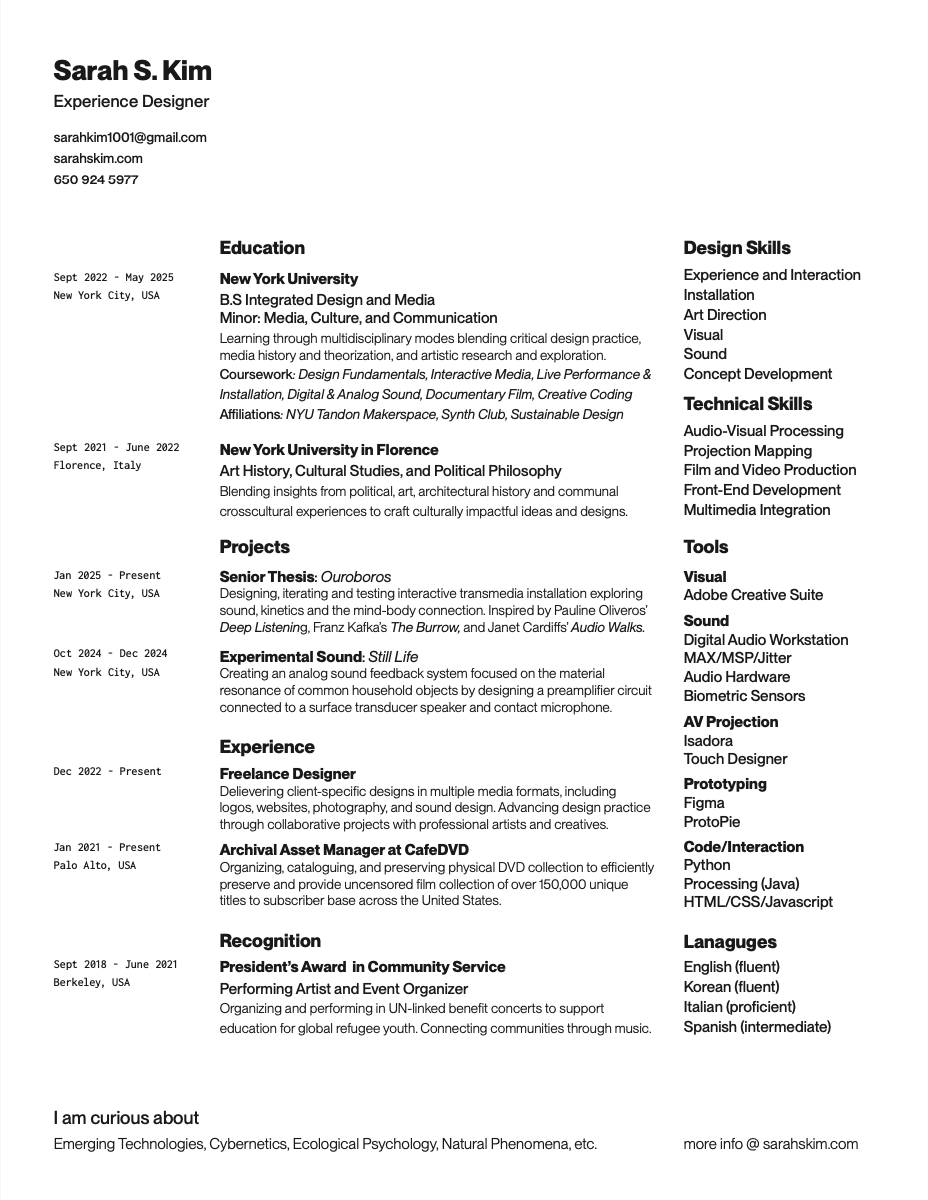 Sarah S. Kim
Experience Designer
sarahkim1001@gmail.com
sarahskim.com
650 924 5977
Education
Sept 2022 - May 2025
New York City, USA
New York University
B.S Integrated Design and Media
Minor: Media, Culture, and Communication
Learning through multidisciplinary modes blending critical design practice,
media history and theorization, and artistic research and exploration.
Coursework: Design Fundamentals, Interactive Media, Live Performance &
Installation, Digital & Analog Sound, Documentary Film, Creative Coding
Affiliations: NYU Tandon Makerspace, Synth Club, Sustainable Design
Sept 2021 - June 2022
Florence, Italy
New York University in Florence
Art History, Cultural Studies, and Political Philosophy
Blending insights from political, art, architectural history and communal
crosscultural experiences to craft culturally impactful ideas and designs.
Projects
Jan 2025 - Present
New York City, USA
Senior Thesis: Ouroboros
Designing, iterating and testing interactive transmedia installation exploring
sound, kinetics and the mind-body connection. Inspired by Pauline Oliveros’
Deep Listening, Franz Kafka’s The Burrow, and Janet Cardiffs’ Audio Walks.
Oct 2024 - Dec 2024
New York City, USA
Experimental Sound: Still Life
Creating an analog sound feedback system focused on the material
resonance of common household objects by designing a preamplifier circuit
connected to a surface transducer speaker and contact microphone.
Experience
Dec 2022 - Present
Freelance Designer
Delievering client-specific designs in multiple media formats, including
logos, websites, photography, and sound design. Advancing design practice
through collaborative projects with professional artists and creatives.
Jan 2021 - Present
Palo Alto, USA
Archival Asset Manager at CafeDVD
Organizing, cataloguing, and preserving physical DVD collection to efficiently
preserve and provide uncensored film collection of over 150,000 unique
titles to subscriber base across the United States.
Recognition
Sept 2018 - June 2021
Berkeley, USA
President’s Award in Community Service
Performing Artist and Event Organizer
Organizing and performing in UN-linked benefit concerts to support
education for global refugee youth. Connecting communities through music.
Design Skills
Experience and Interaction
Installation
Art Direction
Visual
Sound
Concept Development
Technical Skills
Audio-Visual Processing
Projection Mapping
Film and Video Production
Front-End Development
Multimedia Integration
Tools
Visual
Adobe Creative Suite
Sound
Digital Audio Workstation
MAX/MSP/Jitter
Audio Hardware
Biometric Sensors
AV Projection
Isadora
Touch Designer
Prototyping
Figma
ProtoPie
Code/Interaction
Python
Processing (Java)
HTML/CSS/Javascript
Lanaguges
English (fluent)
Korean (fluent)
Italian (proficient)
Spanish (intermediate)
I am curious about
Emerging Technologies, Cybernetics, Ecological Psychology, Natural Phenomena, etc.
more info @ sarahskim.com